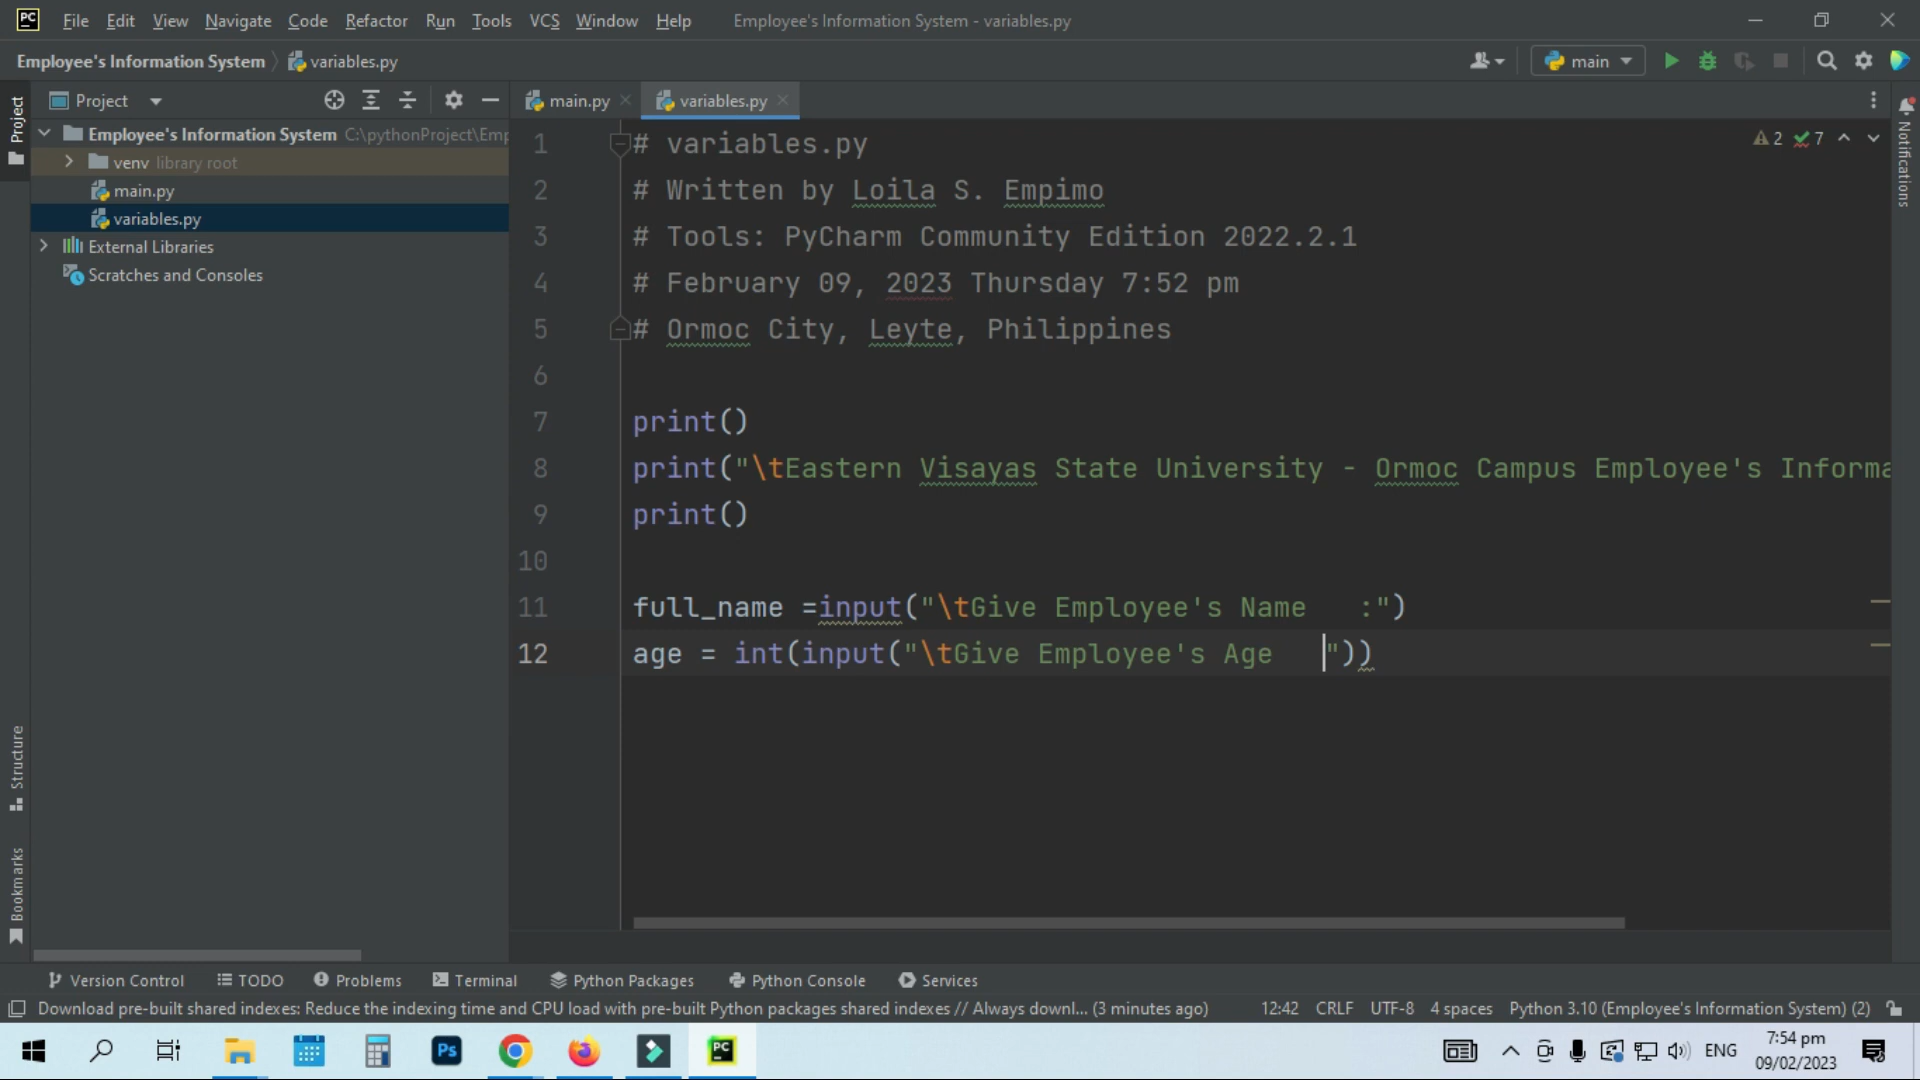 PC File Edit View Navigate Code Refactor Run Tools VCS Window Help Employee's Information System - variables.py
Employee's Information System variables.py main
Project main.py variables.py
Project
Employee's Information System C:\pythonProject\Emp
venv library root
main.py
variables.py
External Libraries
Scratches and Consoles
Structure
Bookmarks
Notifications
2 7
1 # variables.py
2 # Written by Loila S. Empimo
3 # Tools: PyCharm Community Edition 2022.2.1
4 # February 09, 2023 Thursday 7:52 pm
5 # Ormoc City, Leyte, Philippines
6
7 print()
8 print("\tEastern Visayas State University - Ormoc Campus Employee's Informa
9 print()
10
11 full_name =input("\tGive Employee's Name   :")
12 age = int(input("\tGive Employee's Age   "))
Version Control TODO Problems Terminal Python Packages Python Console Services
Download pre-built shared indexes: Reduce the indexing time and CPU load with pre-built Python packages shared indexes // Always downl... (3 minutes ago) 12:42 CRLF UTF-8 4 spaces Python 3.10 (Employee's Information System) (2)
Ps PC ENG 7:54 pm
09/02/2023